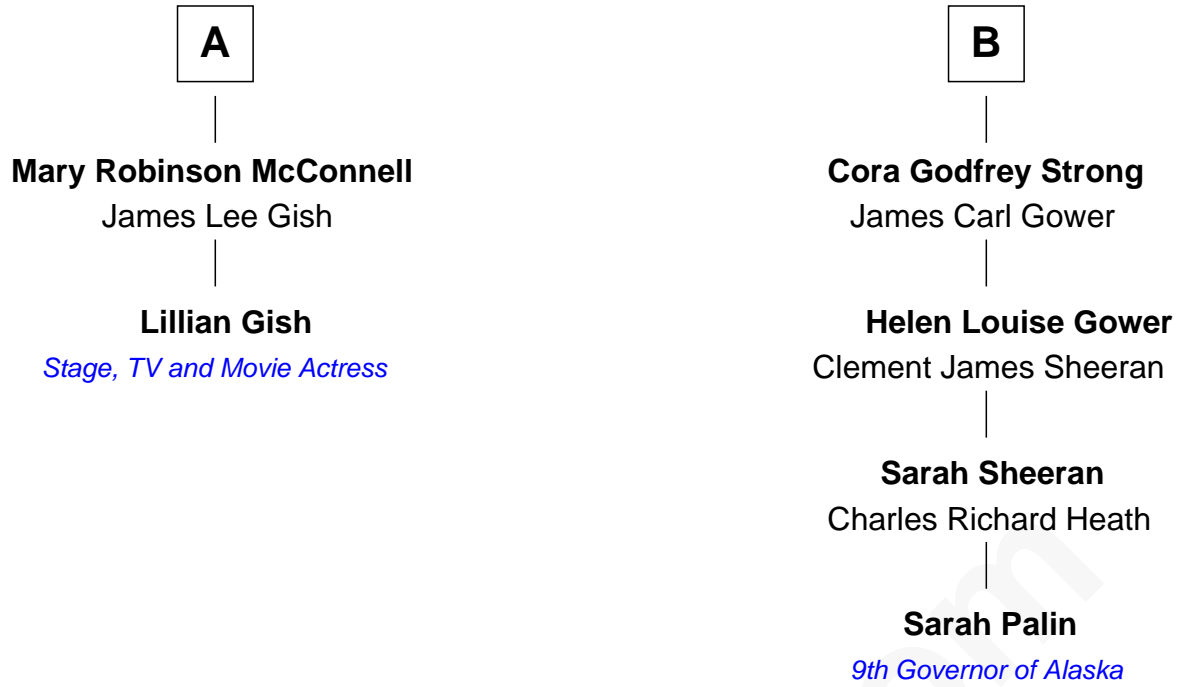 A
Mary Robinson McConnell
James Lee Gish
Lillian Gish
Stage, TV and Movie Actress
B
Cora Godfrey Strong
James Carl Gower
Helen Louise Gower
Clement James Sheeran
Sarah Sheeran
Charles Richard Heath
Sarah Palin
9th Governor of Alaska